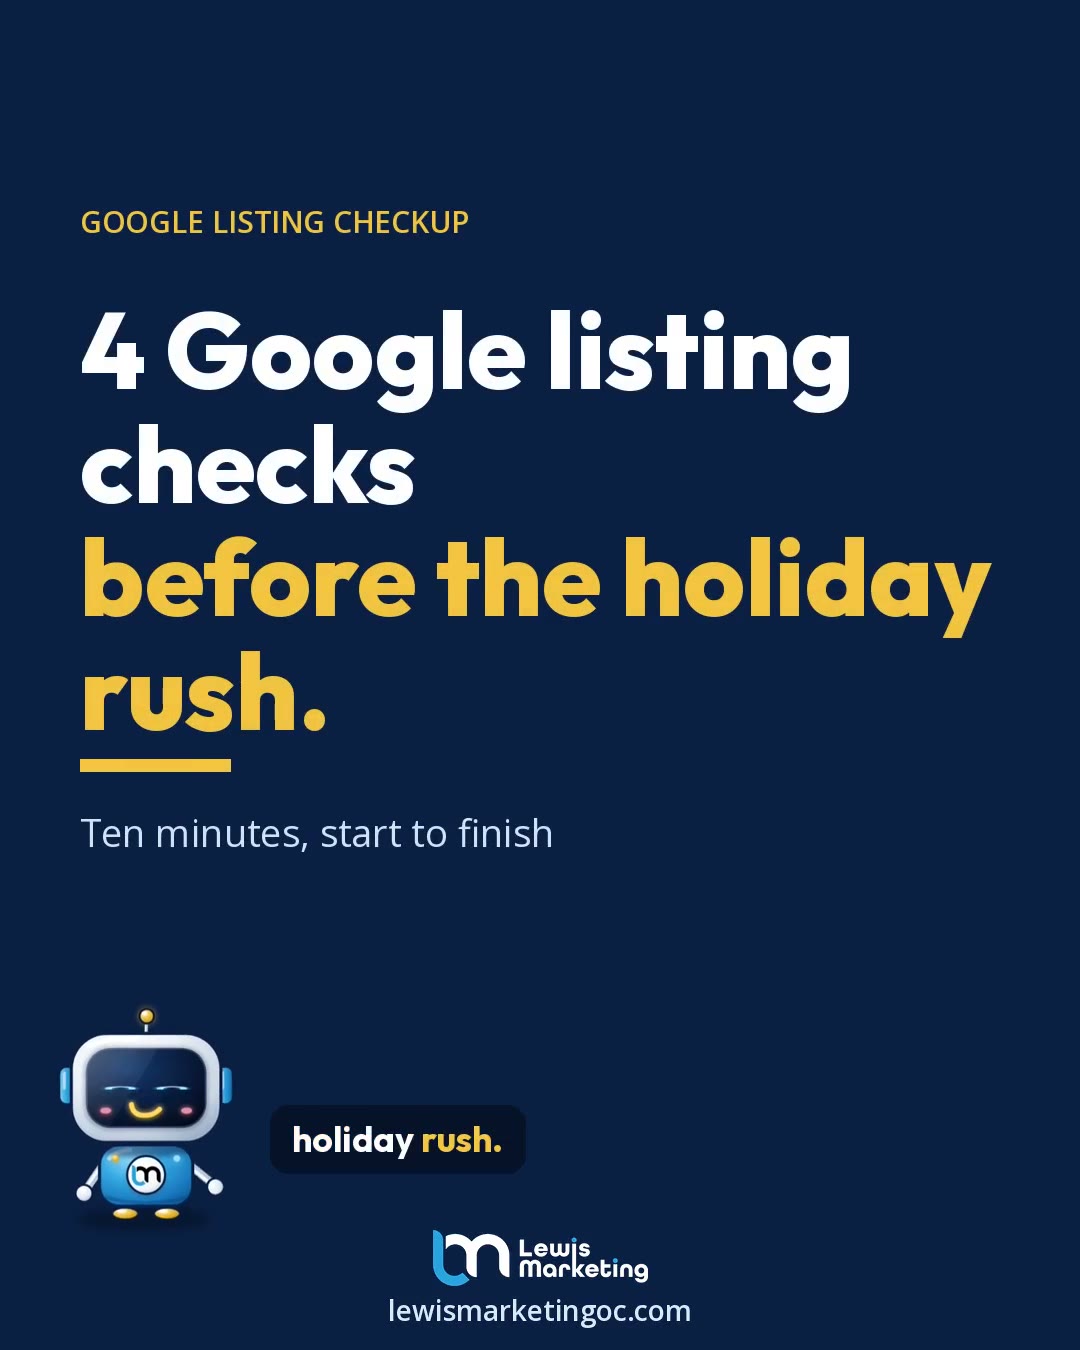 GOOGLE LISTING CHECKUP
4 Google listing
checks
before the holiday
rush.
Ten minutes, start to finish
holiday rush.
Lewis
Marketing
lewismarketingoc.com